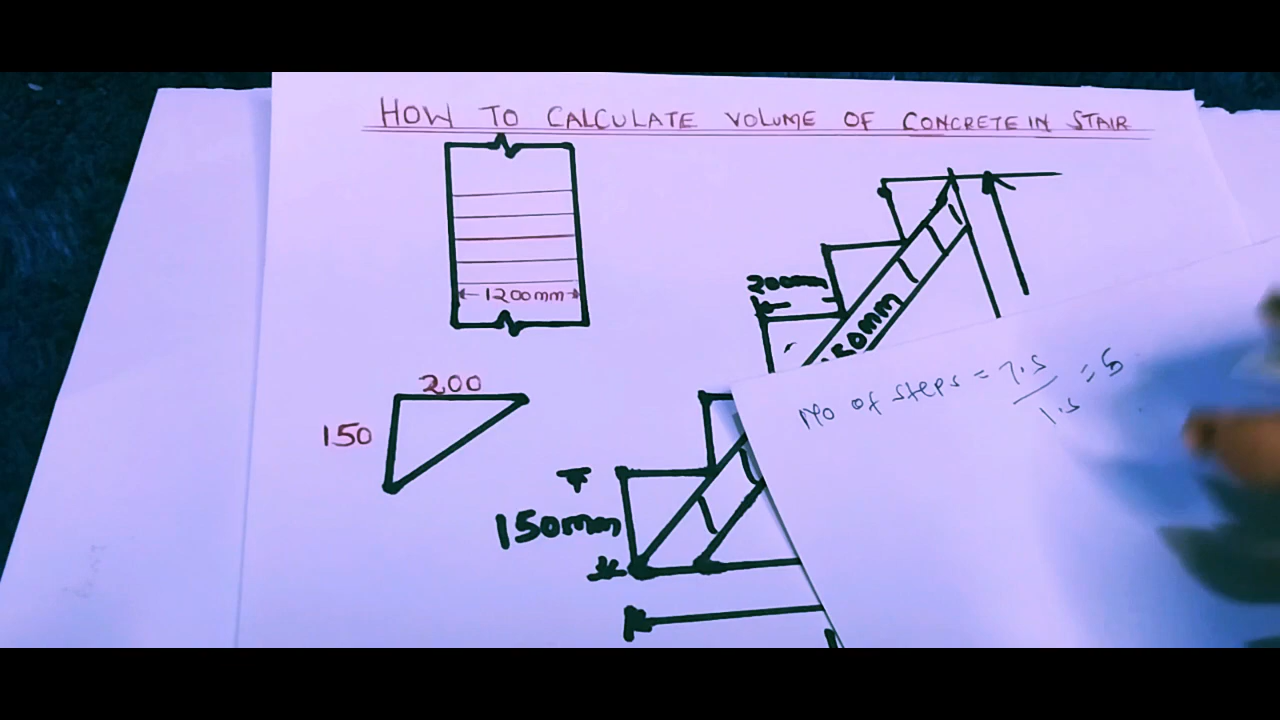 HOW TO CALCULATE VOLUME OF CONCRETE IN STAIR
1200mm
200mm
50mm
200
150
150mm
No of steps = 7.5 / 1.5 = 5